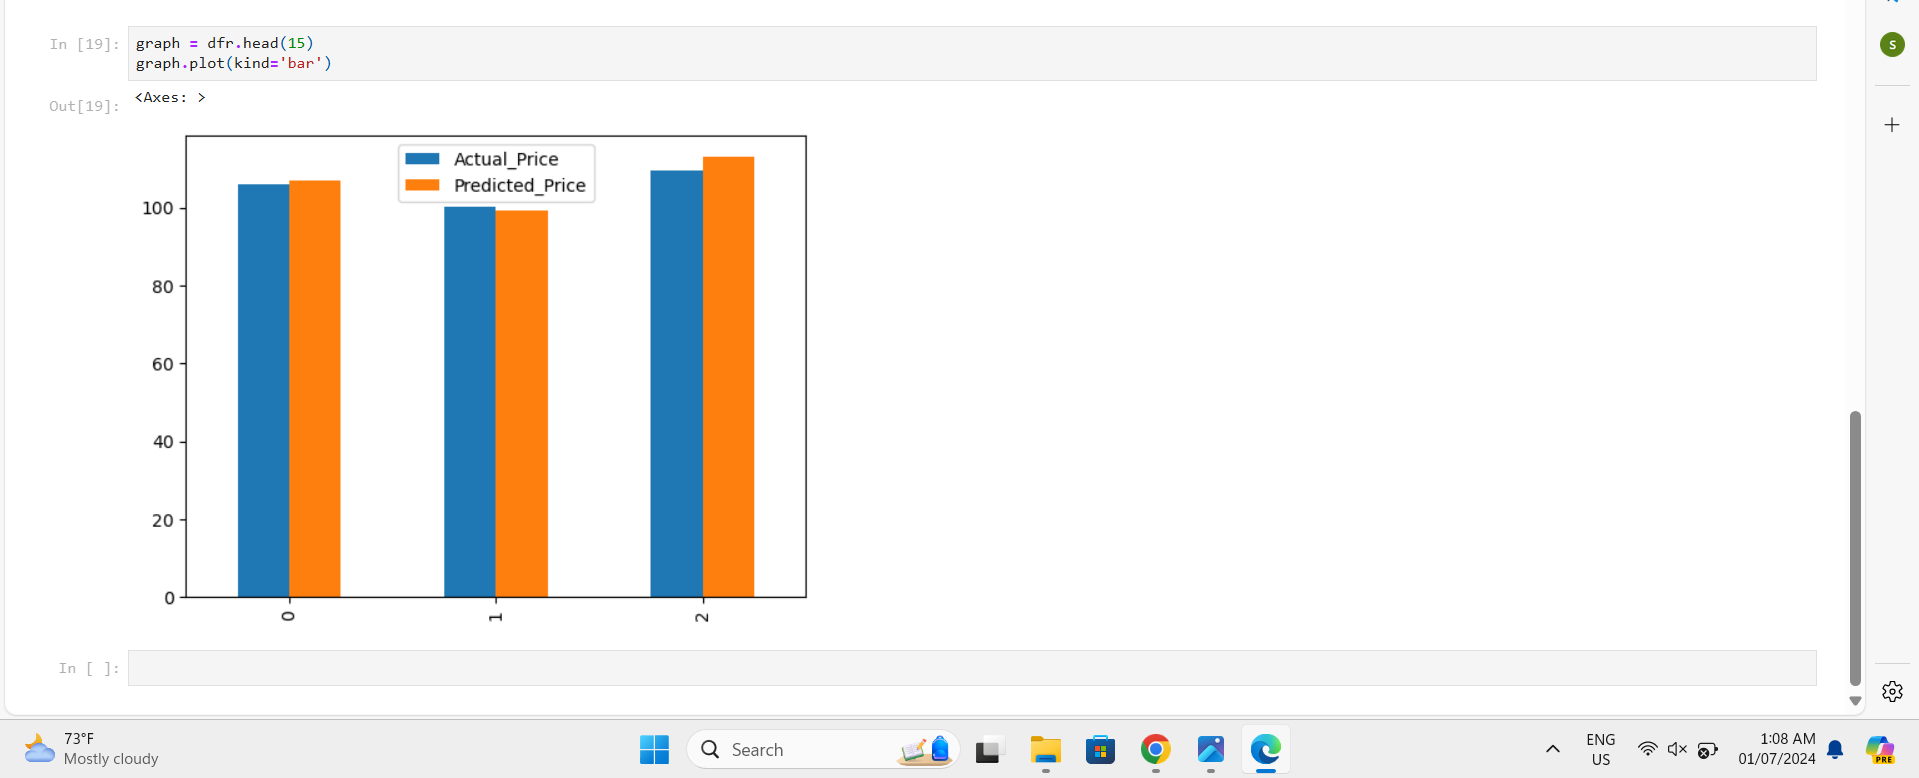 In [19]:
graph = dfr.head(15)
graph.plot(kind='bar')
Out[19]:
<Axes: >
Actual_Price
Predicted_Price
100
80
60
40
20
0
0
1
2
In [ ]:
S
73°F
Mostly cloudy
Search
ENG
US
1:08 AM
01/07/2024
PRE